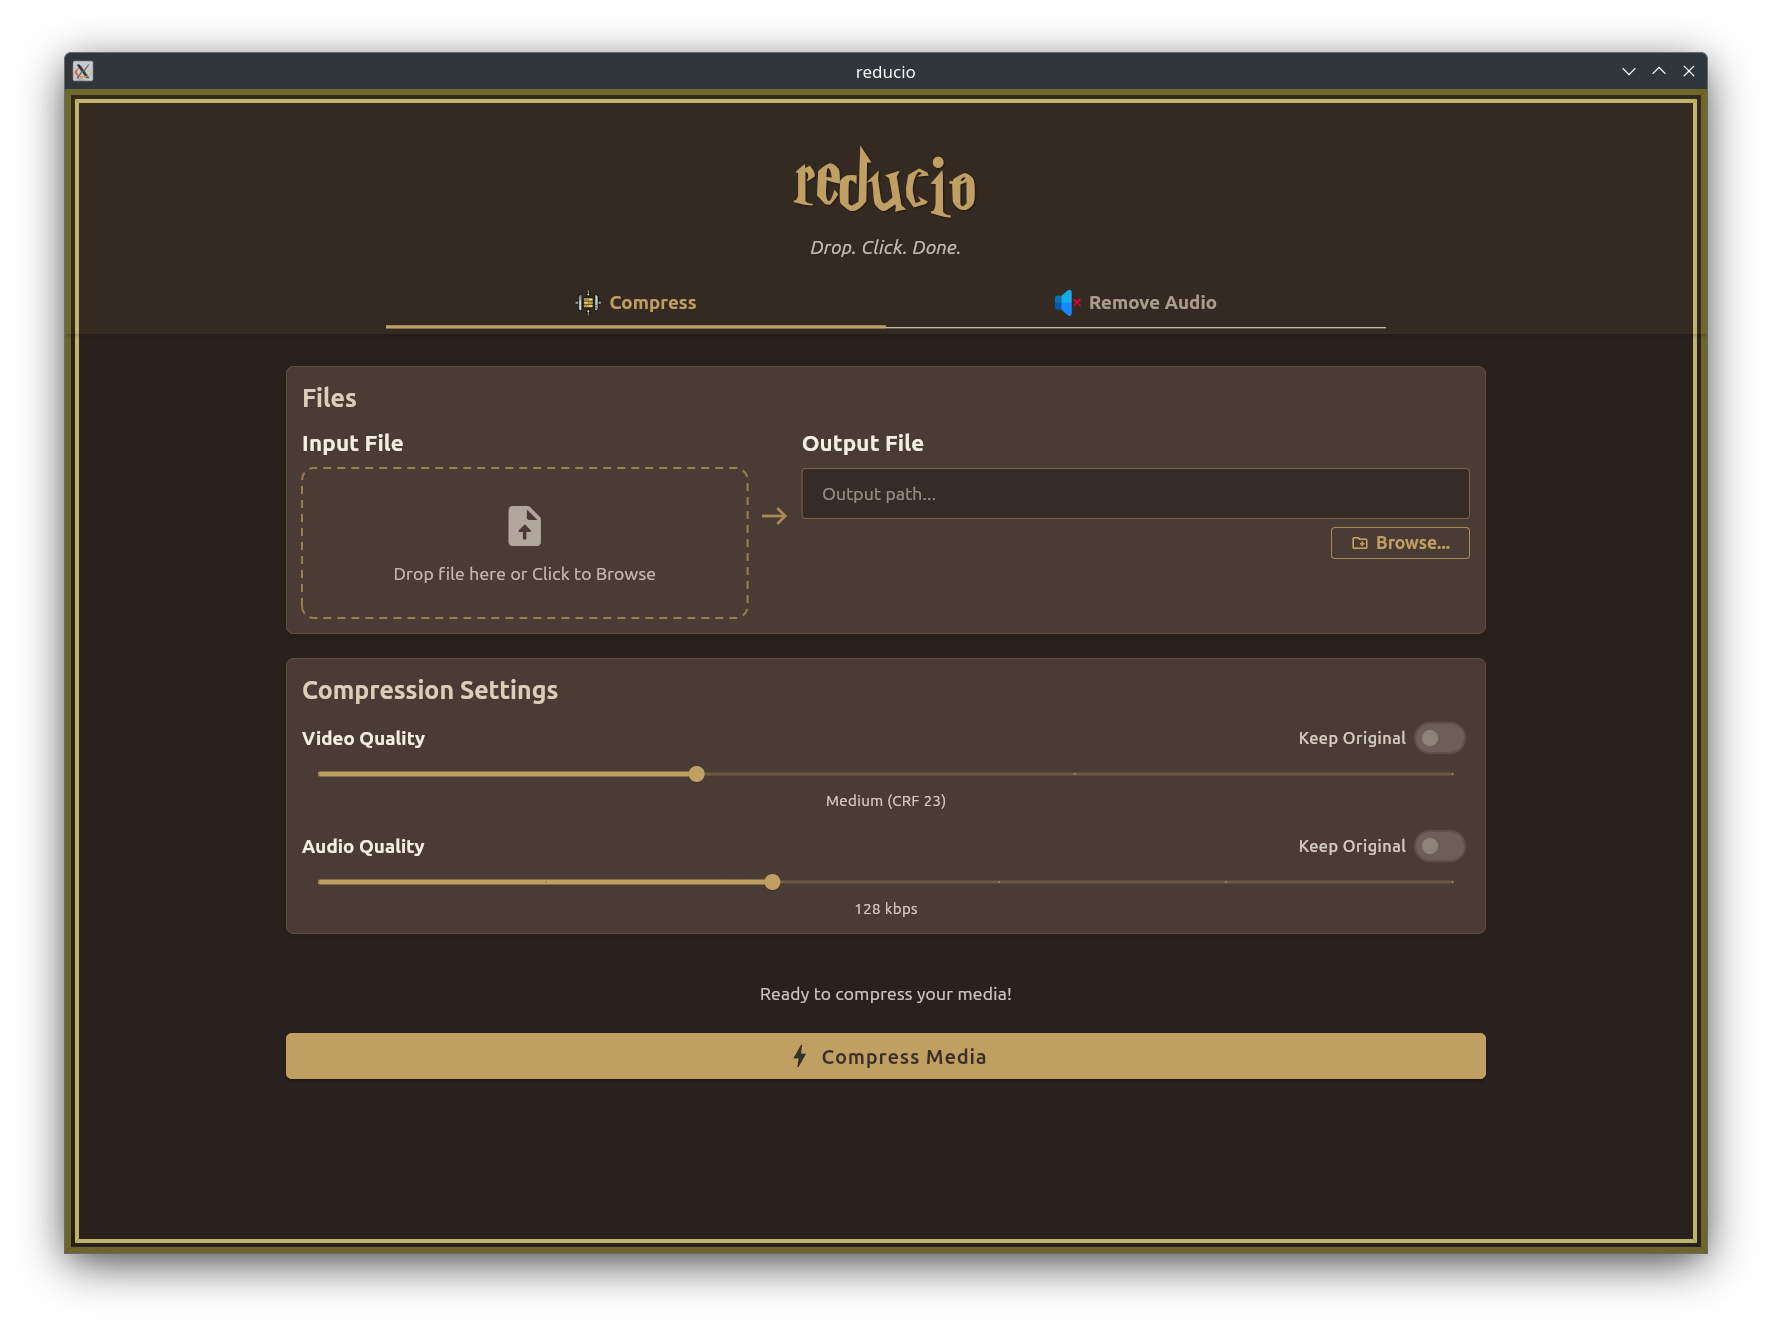 reducio
reducio
Drop. Click. Done.
Compress
Remove Audio
Files
Input File
Output File
Drop file here or Click to Browse
Output path...
Browse...
Compression Settings
Video Quality
Keep Original
Medium (CRF 23)
Audio Quality
Keep Original
128 kbps
Ready to compress your media!
Compress Media